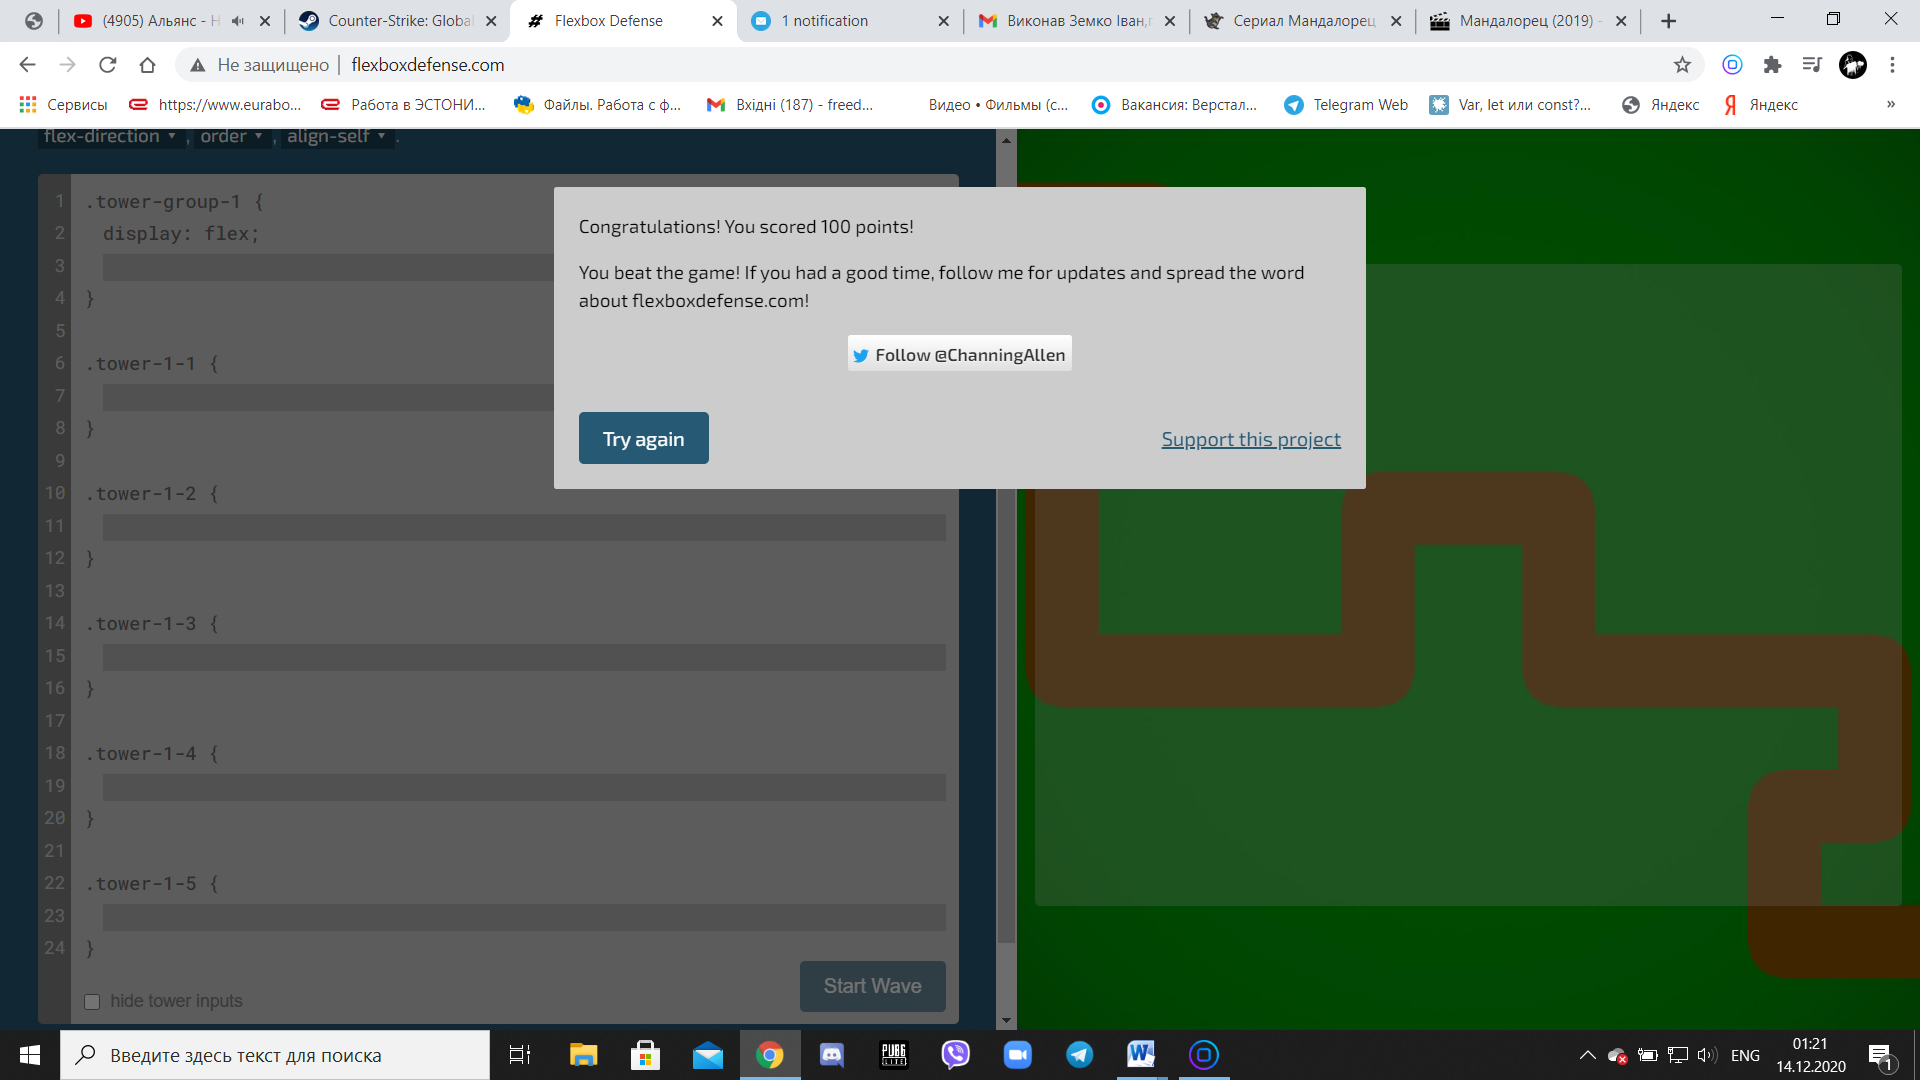 (4905) Альянс - Н
Counter-Strike: Global
Flexbox Defense
1 notification
Виконав Земко Іван,г
Сериал Мандалорец
Мандалорец (2019) -
Не защищено
flexboxdefense.com
Сервисы
https://www.eurabo...
Работа в ЭСТОНИ...
Файлы. Работа с ф...
Вхідні (187) - freed...
Видео • Фильмы (с...
Вакансия: Верстал...
Telegram Web
Var, let или const?...
Яндекс
Я Яндекс
»
flex-direction ▾ , order ▾ , align-self ▾ .
1 .tower-group-1 {
2 display: flex;
3
4 }
5
6 .tower-1-1 {
7
8 }
9
10 .tower-1-2 {
11
12 }
13
14 .tower-1-3 {
15
16 }
17
18 .tower-1-4 {
19
20 }
21
22 .tower-1-5 {
23
24 }
hide tower inputs
Start Wave
Congratulations! You scored 100 points!
You beat the game! If you had a good time, follow me for updates and spread the word
about flexboxdefense.com!
Follow @ChanningAllen
Try again
Support this project
Введите здесь текст для поиска
PUBG
LITE
W
ENG
01:21
14.12.2020
1